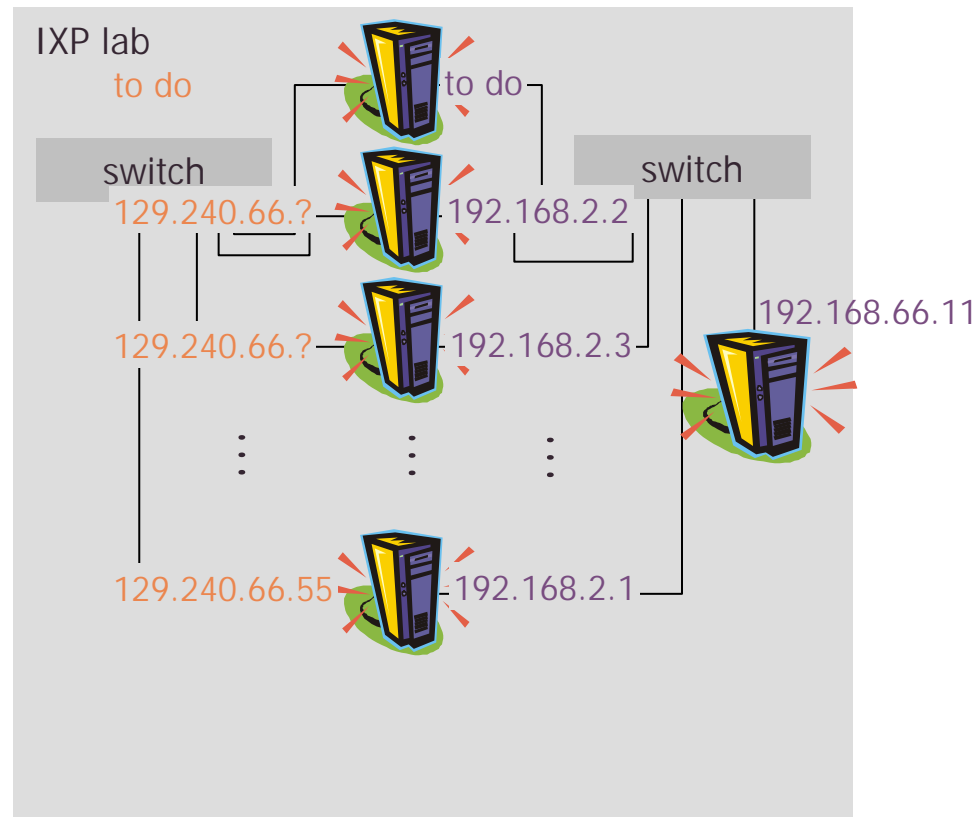 IXP lab
to do
to do
switch
switch
129.240.66.?
192.168.2.2
129.240.66.?
192.168.2.3
192.168.66.11
129.240.66.55
192.168.2.1